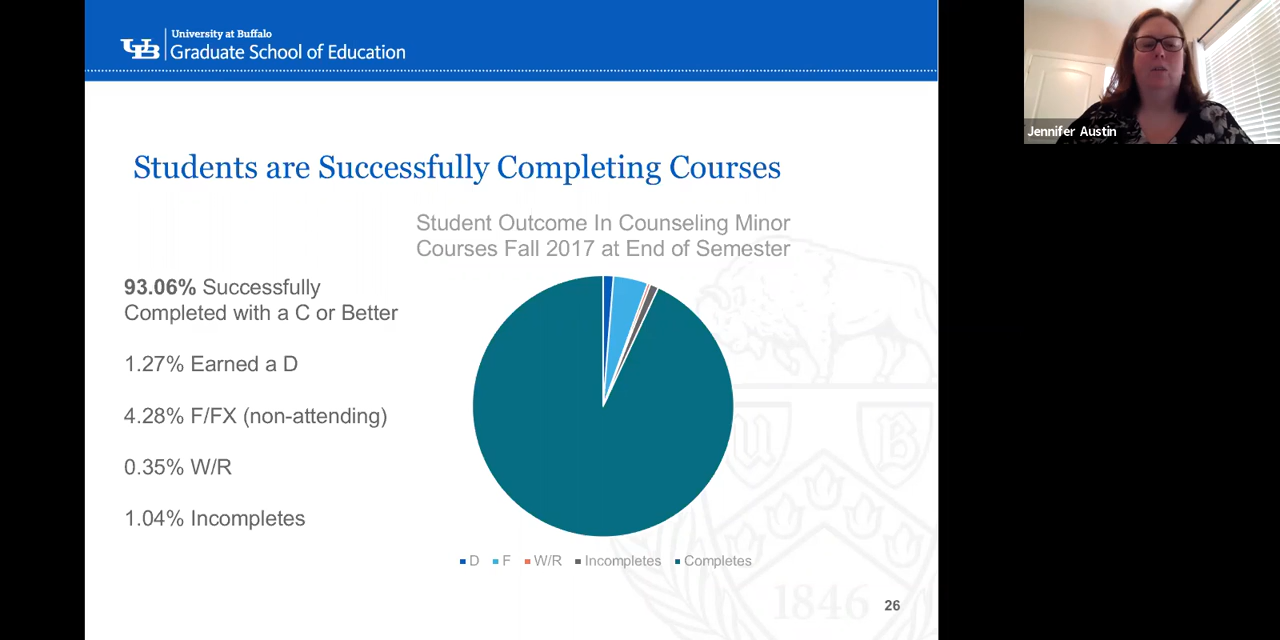 University at Buffalo
UB Graduate School of Education
Jennifer Austin
Students are Successfully Completing Courses
Student Outcome In Counseling Minor
Courses Fall 2017 at End of Semester
93.06% Successfully
Completed with a C or Better
1.27% Earned a D
4.28% F/FX (non-attending)
0.35% W/R
1.04% Incompletes
U B
D F W/R Incompletes Completes
1846
26